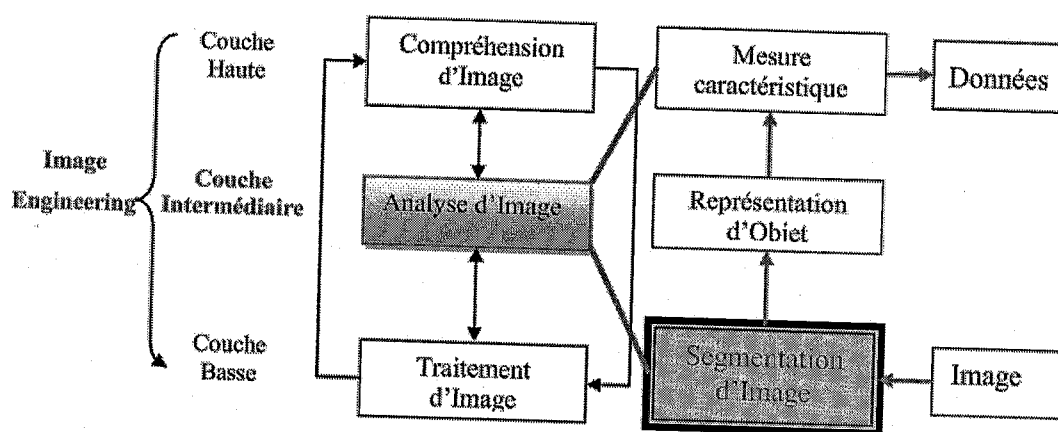 Couche
Haute
Compréhension
d'Image
Mesure
caractéristique
Données
Image
Engineering
Couche
Intermédiaire
Analyse d'Image
Représentation
d'Obiet
Couche
Basse
Traitement
d'Image
Segmentation
d'Image
Image